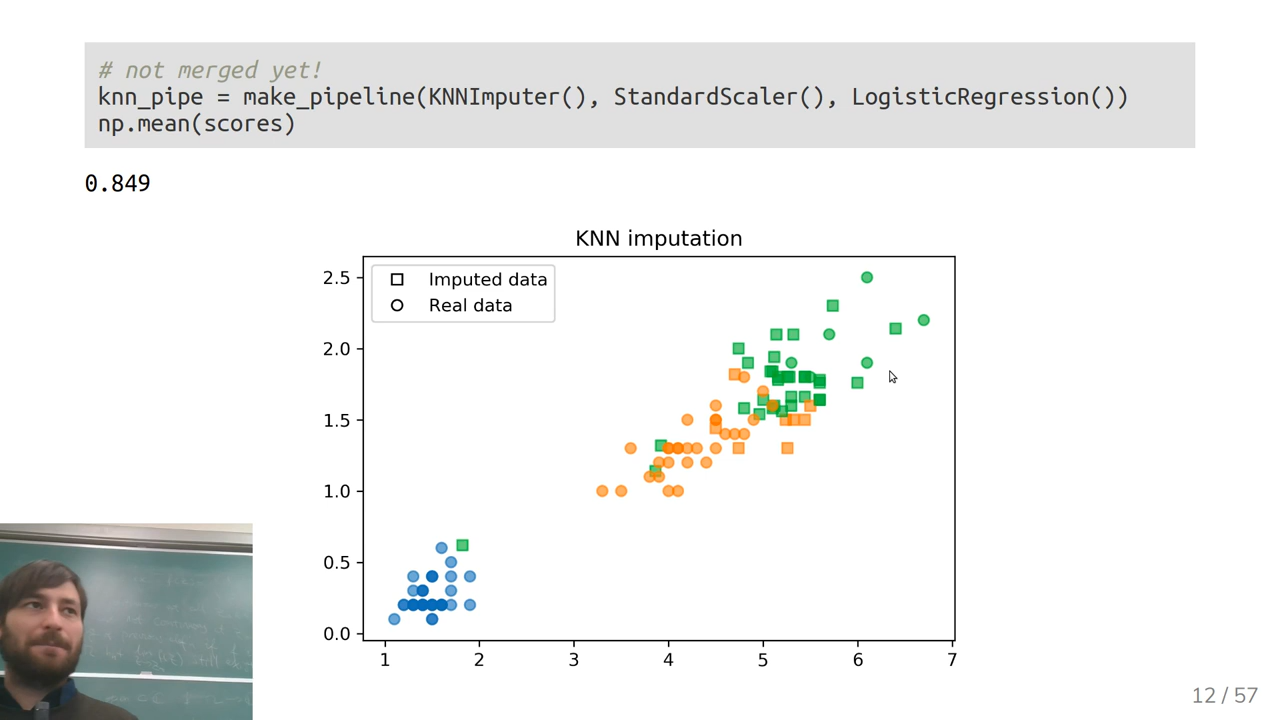 # not merged yet!
knn_pipe = make_pipeline(KNNImputer(), StandardScaler(), LogisticRegression())
np.mean(scores)
0.849
KNN imputation
Imputed data
Real data
2.5
2.0
1.5
1.0
0.5
0.0
1 2 3 4 5 6 7
12 / 57